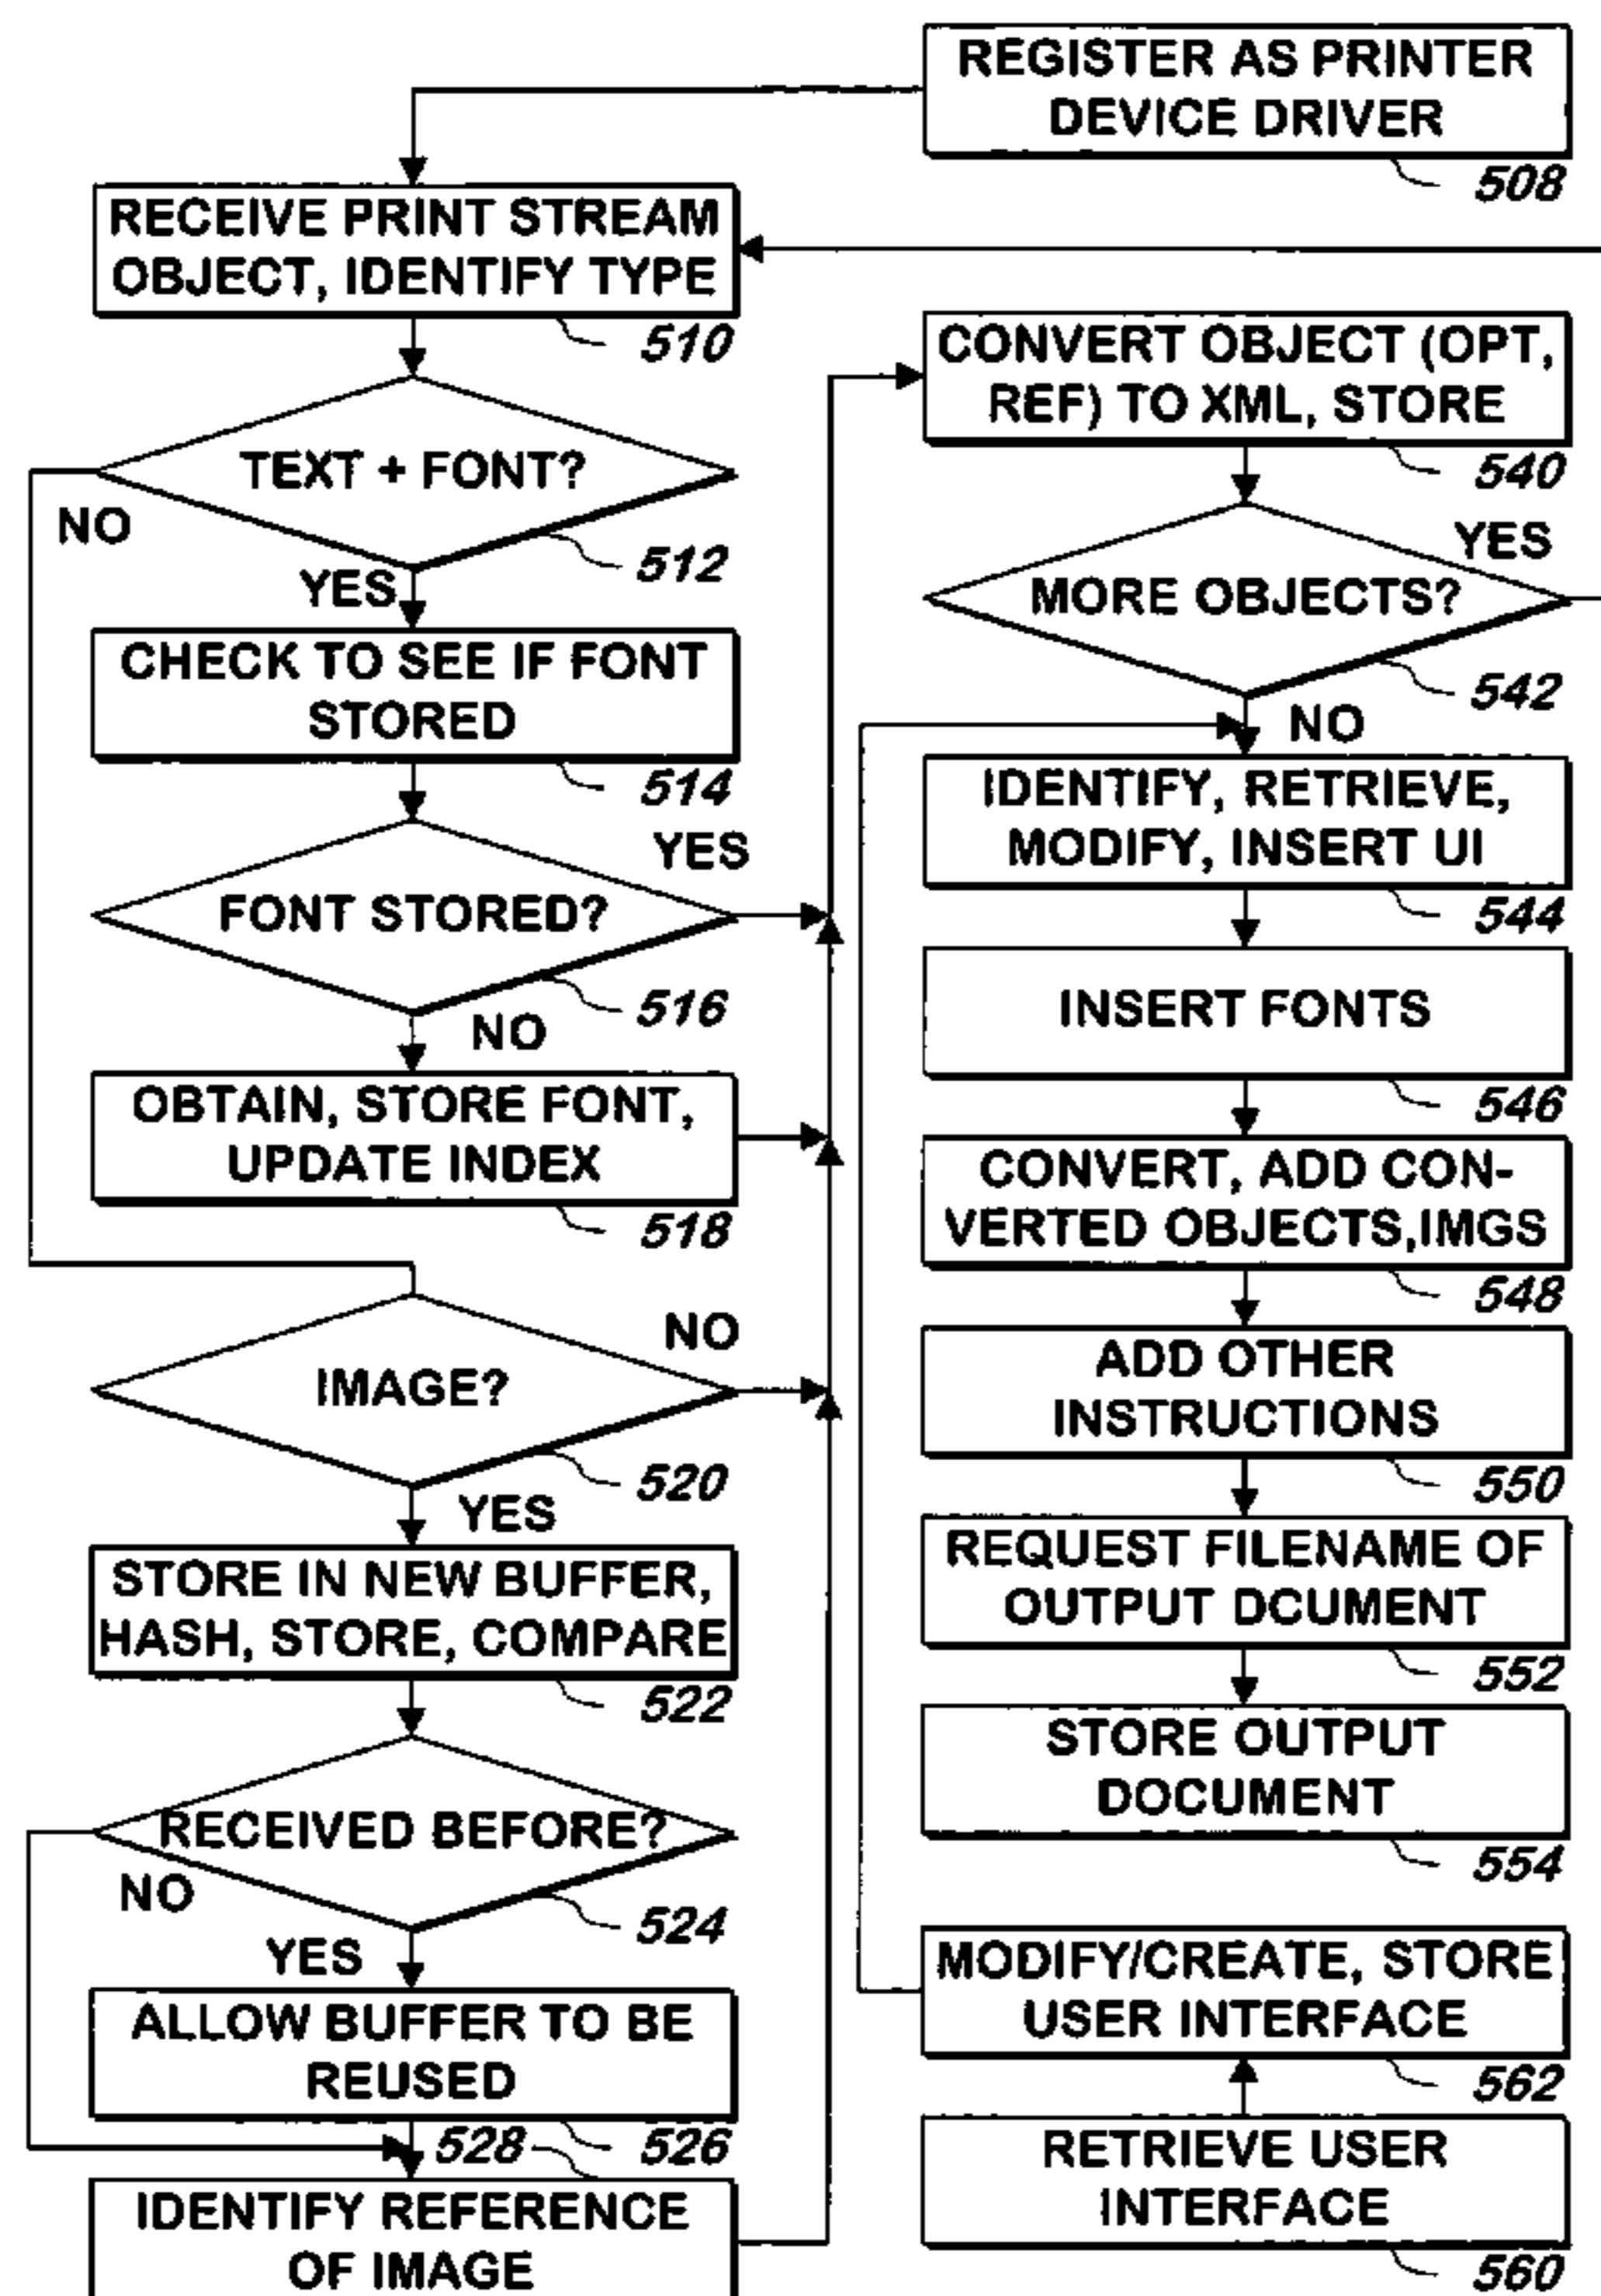 REGISTER AS PRINTER
DEVICE DRIVER
508
RECEIVE PRINT STREAM
OBJECT, IDENTIFY TYPE
510
TEXT + FONT?
NO
512
YES
CHECK TO SEE IF FONT
STORED
514
YES
FONT STORED?
516
NO
OBTAIN, STORE FONT,
UPDATE INDEX
518
NO
IMAGE?
520
YES
STORE IN NEW BUFFER,
HASH, STORE, COMPARE
522
RECEIVED BEFORE?
NO
524
YES
ALLOW BUFFER TO BE
REUSED
528
526
IDENTIFY REFERENCE
OF IMAGE
CONVERT OBJECT (OPT,
REF) TO XML, STORE
540
YES
MORE OBJECTS?
542
NO
IDENTIFY, RETRIEVE,
MODIFY, INSERT UI
544
INSERT FONTS
546
CONVERT, ADD CON-
VERTED OBJECTS,IMGS
548
ADD OTHER
INSTRUCTIONS
550
REQUEST FILENAME OF
OUTPUT DCUMENT
552
STORE OUTPUT
DOCUMENT
554
MODIFY/CREATE, STORE
USER INTERFACE
562
RETRIEVE USER
INTERFACE
560